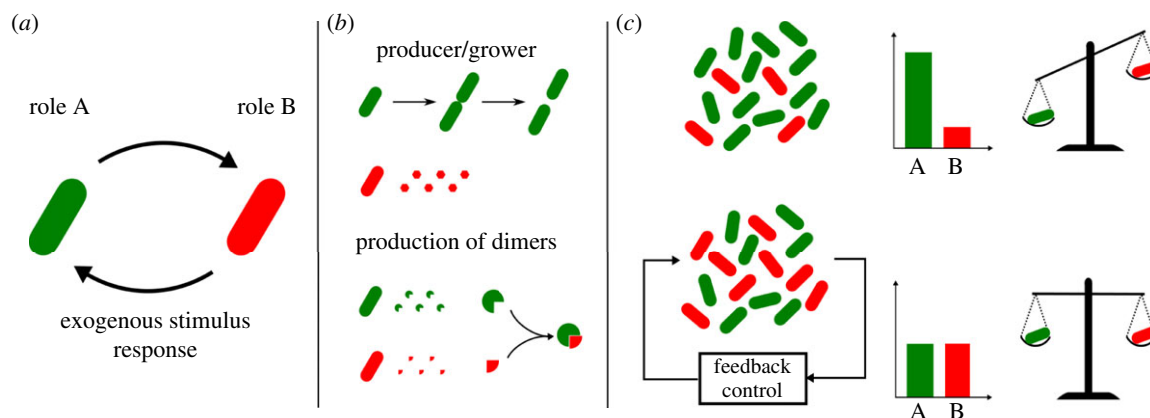 (a)
role A
role B
exogenous stimulus
response
(b)
producer/grower
production of dimers
(c)
A B
feedback
control
A B